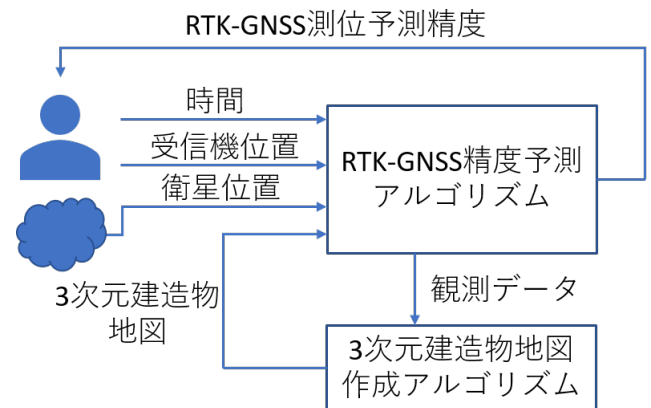 RTK-GNSS測位予測精度
時間
受信機位置
衛星位置
RTK-GNSS精度予測
アルゴリズム
3次元建造物
地図
観測データ
3次元建造物地図
作成アルゴリズム